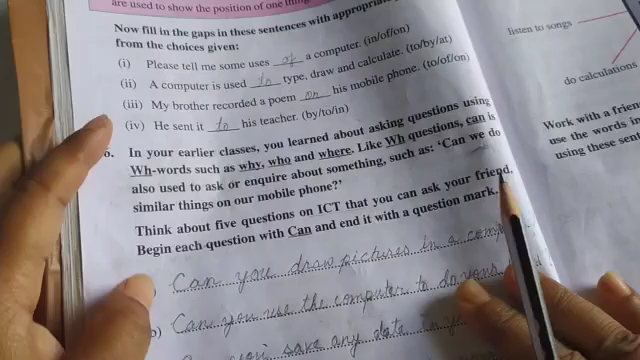 are used to show the position of one thing
Now fill in the gaps in these sentences with appropriate
from the choices given:
(i) Please tell me some uses of a computer. (in/of/on)
(ii) A computer is used to type, draw and calculate. (to/by/at)
(iii) My brother recorded a poem on his mobile phone. (to/of/on)
(iv) He sent it to his teacher. (by/to/in)
In your earlier classes, you learned about asking questions using
Wh-words such as why, who and where. Like Wh questions, can is
also used to ask or enquire about something, such as: 'Can we do
similar things on our mobile phone?'
Think about five questions on ICT that you can ask your friend.
Begin each question with Can and end it with a question mark.
Can you draw pictures in a comp
b) Can you use the computer to do your
save any data in
listen to songs
do calculations
Work with a frie
use the words in
using these sent